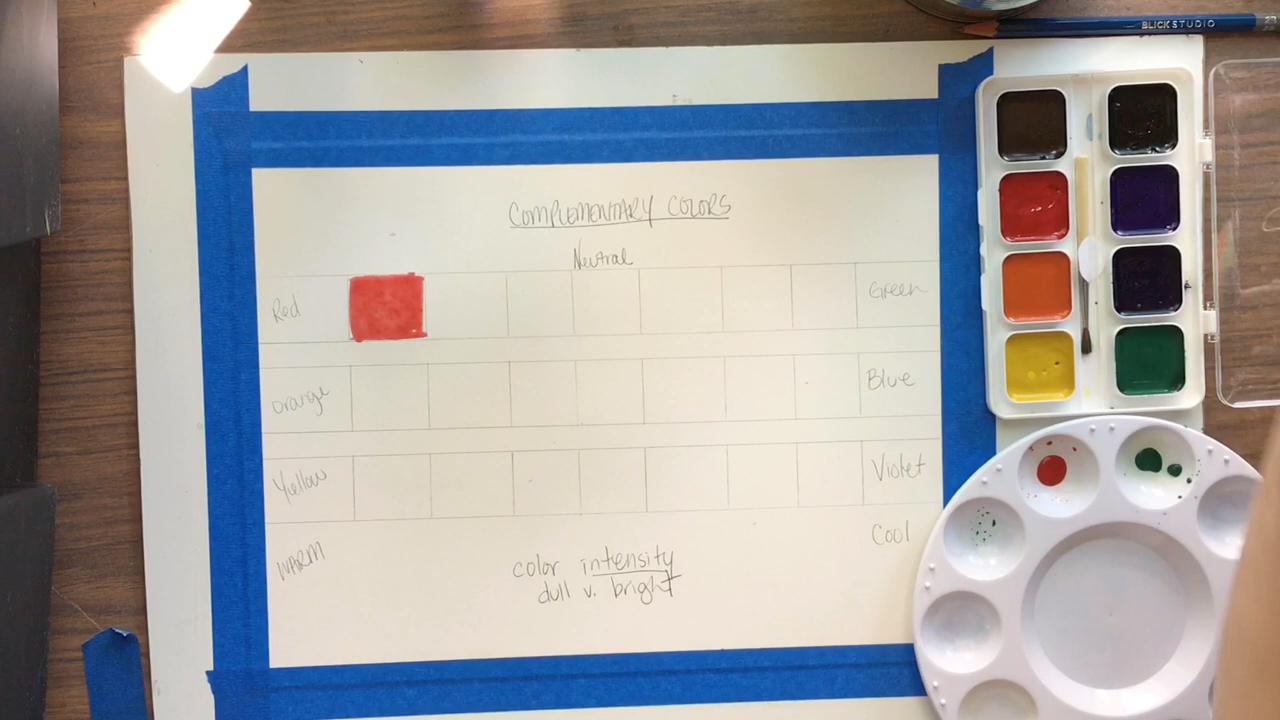 BLICK STUDIO
COMPLEMENTARY COLORS
Neutral
Red
Green
orange
Blue
Yellow
Violet
WARM
Cool
color intensity
dull v. bright